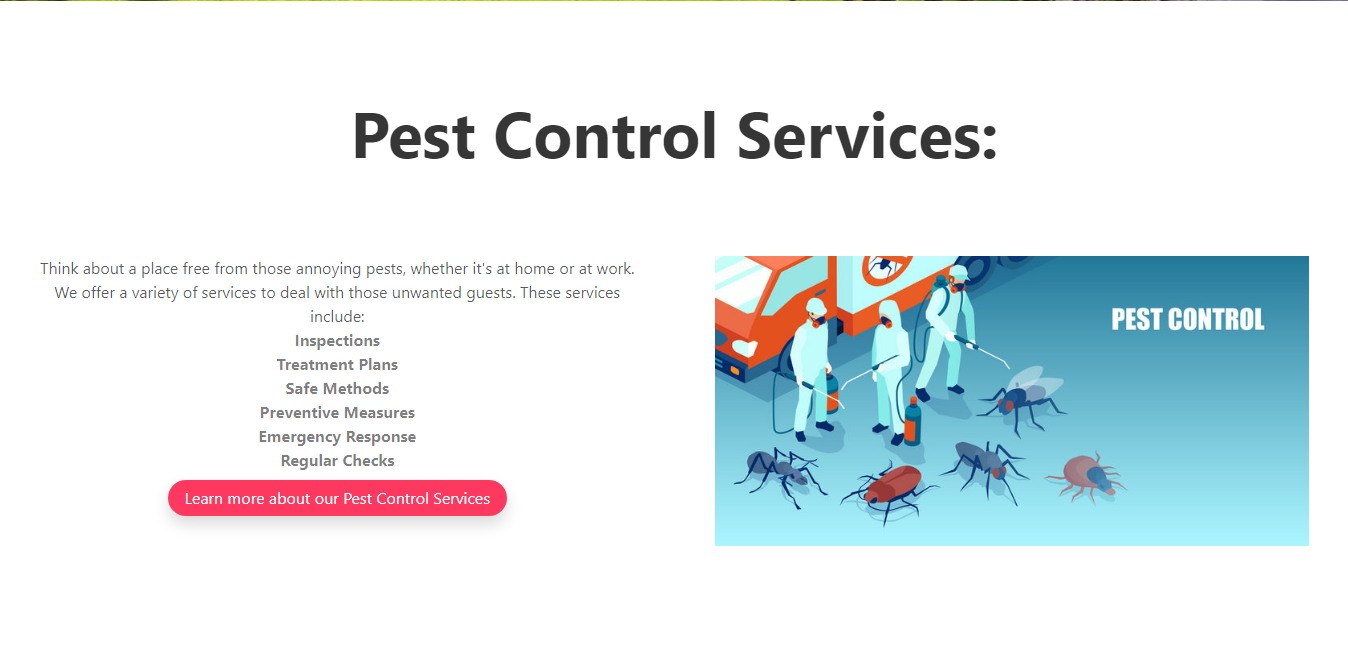 Pest Control Services:
Think about a place free from those annoying pests, whether it's at home or at work.
We offer a variety of services to deal with those unwanted guests. These services
include:
Inspections
Treatment Plans
Safe Methods
Preventive Measures
Emergency Response
Regular Checks
Learn more about our Pest Control Services
PEST CONTROL